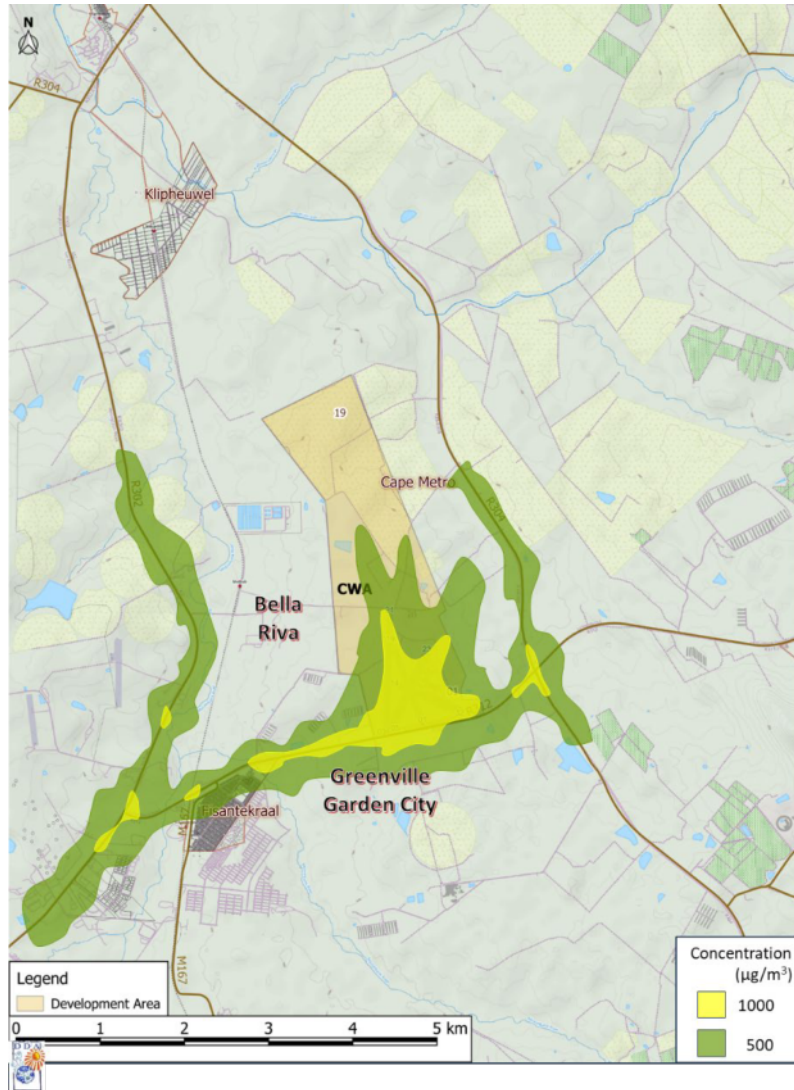 N
R304
Klipheuwel
19
Cape Metro
R302
R304
CWA
Bella
Riva
R312
Greenville
Garden City
Fisantekraal
M167
Legend
Development Area
0 1 2 3 4 5 km
Concentration
(µg/m³)
1000
500